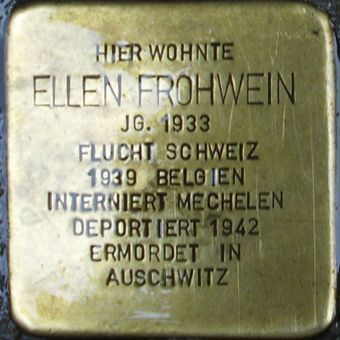 HIER WOHNTE
ELLEN FROHWEIN
JG. 1933
FLUCHT SCHWEIZ
1939 BELGIEN
INTERNIERT MECHELEN
DEPORTIERT 1942
ERMORDET IN
AUSCHWITZ